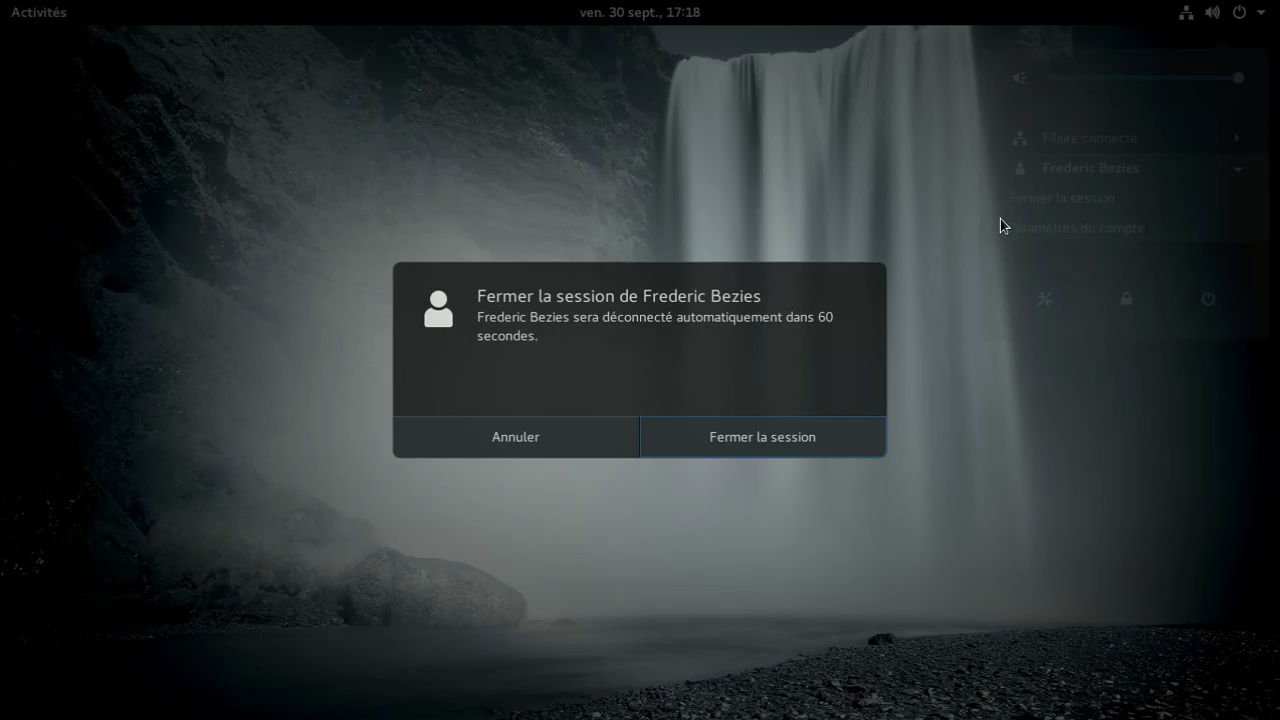 Activités
ven. 30 sept., 17:18
Filaire connecté
Frederic Bezies
Fermer la session
Paramètres du compte
Fermer la session de Frederic Bezies
Frederic Bezies sera déconnecté automatiquement dans 60
secondes.
Annuler
Fermer la session